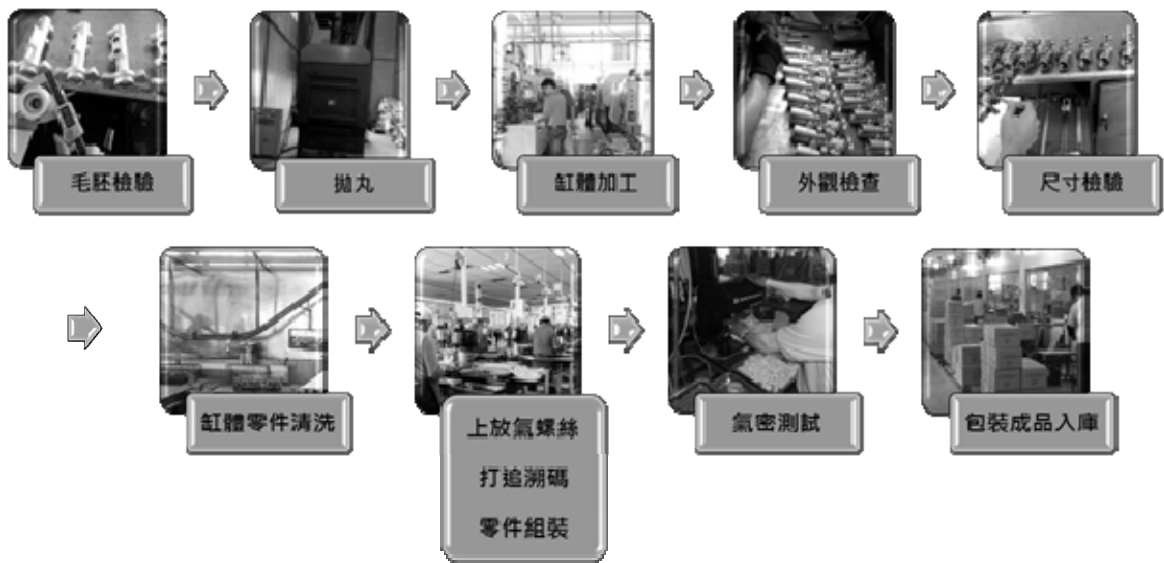 毛胚檢驗
拋丸
缸體加工
外觀檢查
尺寸檢驗
缸體零件清洗
上放氣螺絲
打追溯碼
零件組裝
氣密測試
包裝成品入庫